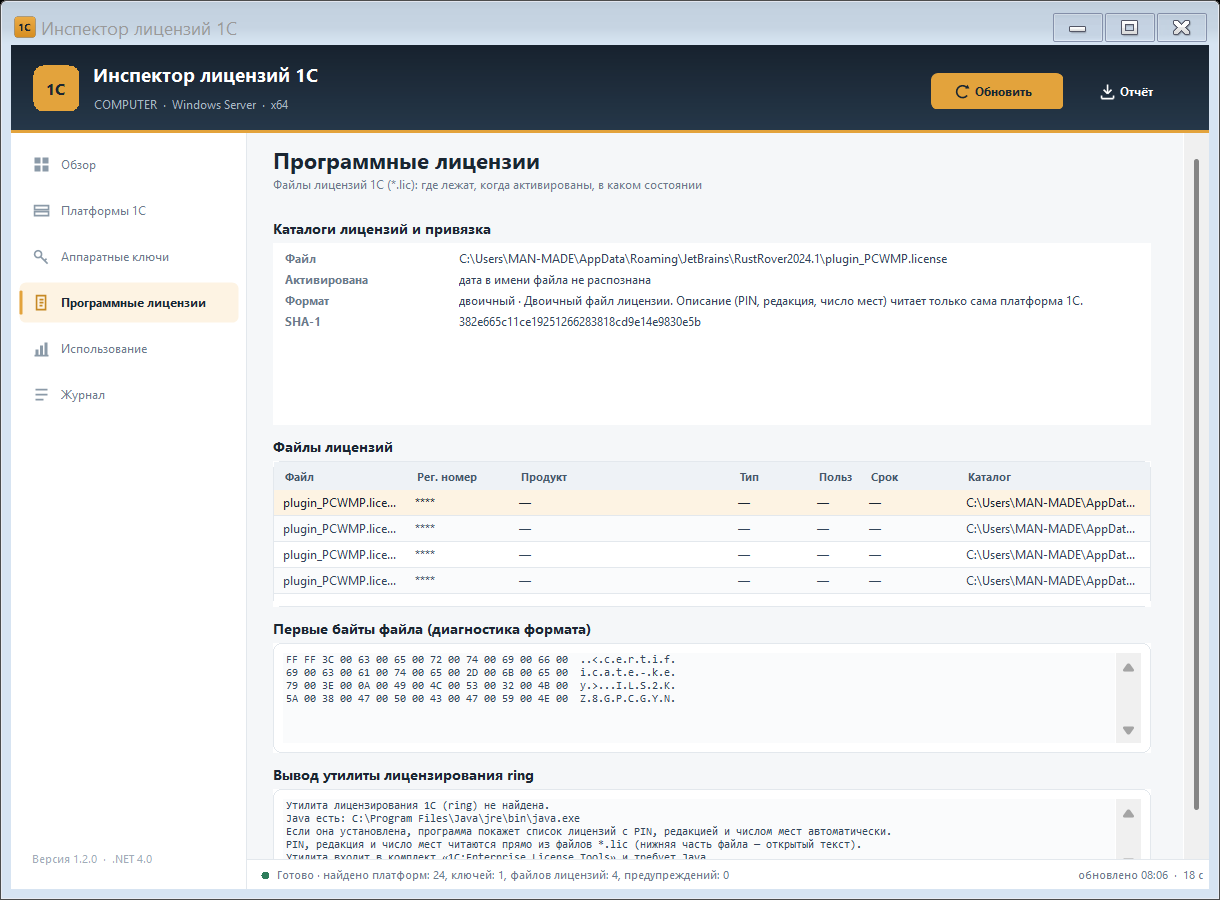 1C Инспектор лицензий 1С
1C
Инспектор лицензий 1С
COMPUTER · Windows Server · x64
Обновить
Отчёт
Обзор
Платформы 1С
Аппаратные ключи
Программные лицензии
Использование
Журнал
Версия 1.2.0 · .NET 4.0
Программные лицензии
Файлы лицензий 1С (*.lic): где лежат, когда активированы, в каком состоянии
Каталоги лицензий и привязка
Файл C:\Users\MAN-MADE\AppData\Roaming\JetBrains\RustRover2024.1\plugin_PCWMP.license
Активирована дата в имени файла не распознана
Формат двоичный · Двоичный файл лицензии. Описание (PIN, редакция, число мест) читает только сама платформа 1С.
SHA-1 382e665c11ce19251266283818cd9e14e9830e5b
Файлы лицензий
Файл Рег. номер Продукт Тип Польз Срок Каталог
plugin_PCWMP.lice... **** — — — — C:\Users\MAN-MADE\AppDat...
plugin_PCWMP.lice... **** — — — — C:\Users\MAN-MADE\AppDat...
plugin_PCWMP.lice... **** — — — — C:\Users\MAN-MADE\AppDat...
plugin_PCWMP.lice... **** — — — — C:\Users\MAN-MADE\AppDat...
Первые байты файла (диагностика формата)
FF FF 3C 00 63 00 65 00 72 00 74 00 69 00 66 00 ..<.c.e.r.t.i.f.
69 00 63 00 61 00 74 00 65 00 2D 00 6B 00 65 00 i.c.a.t.e.-.k.e.
79 00 3E 00 0A 00 49 00 4C 00 53 00 32 00 4B 00 y.>...I.L.S.2.K.
5A 00 38 00 47 00 50 00 43 00 47 00 59 00 4E 00 Z.8.G.P.C.G.Y.N.
Вывод утилиты лицензирования ring
Утилита лицензирования 1С (ring) не найдена.
Java есть: C:\Program Files\Java\jre\bin\java.exe
Если она установлена, программа покажет список лицензий с PIN, редакцией и числом мест автоматически.
PIN, редакция и число мест читаются прямо из файлов *.lic (нижняя часть файла — открытый текст).
Утилита входит в комплект «1C:Enterprise License Tools» и требует Java.
Готово · найдено платформ: 24, ключей: 1, файлов лицензий: 4, предупреждений: 0
обновлено 08:06 · 18 с